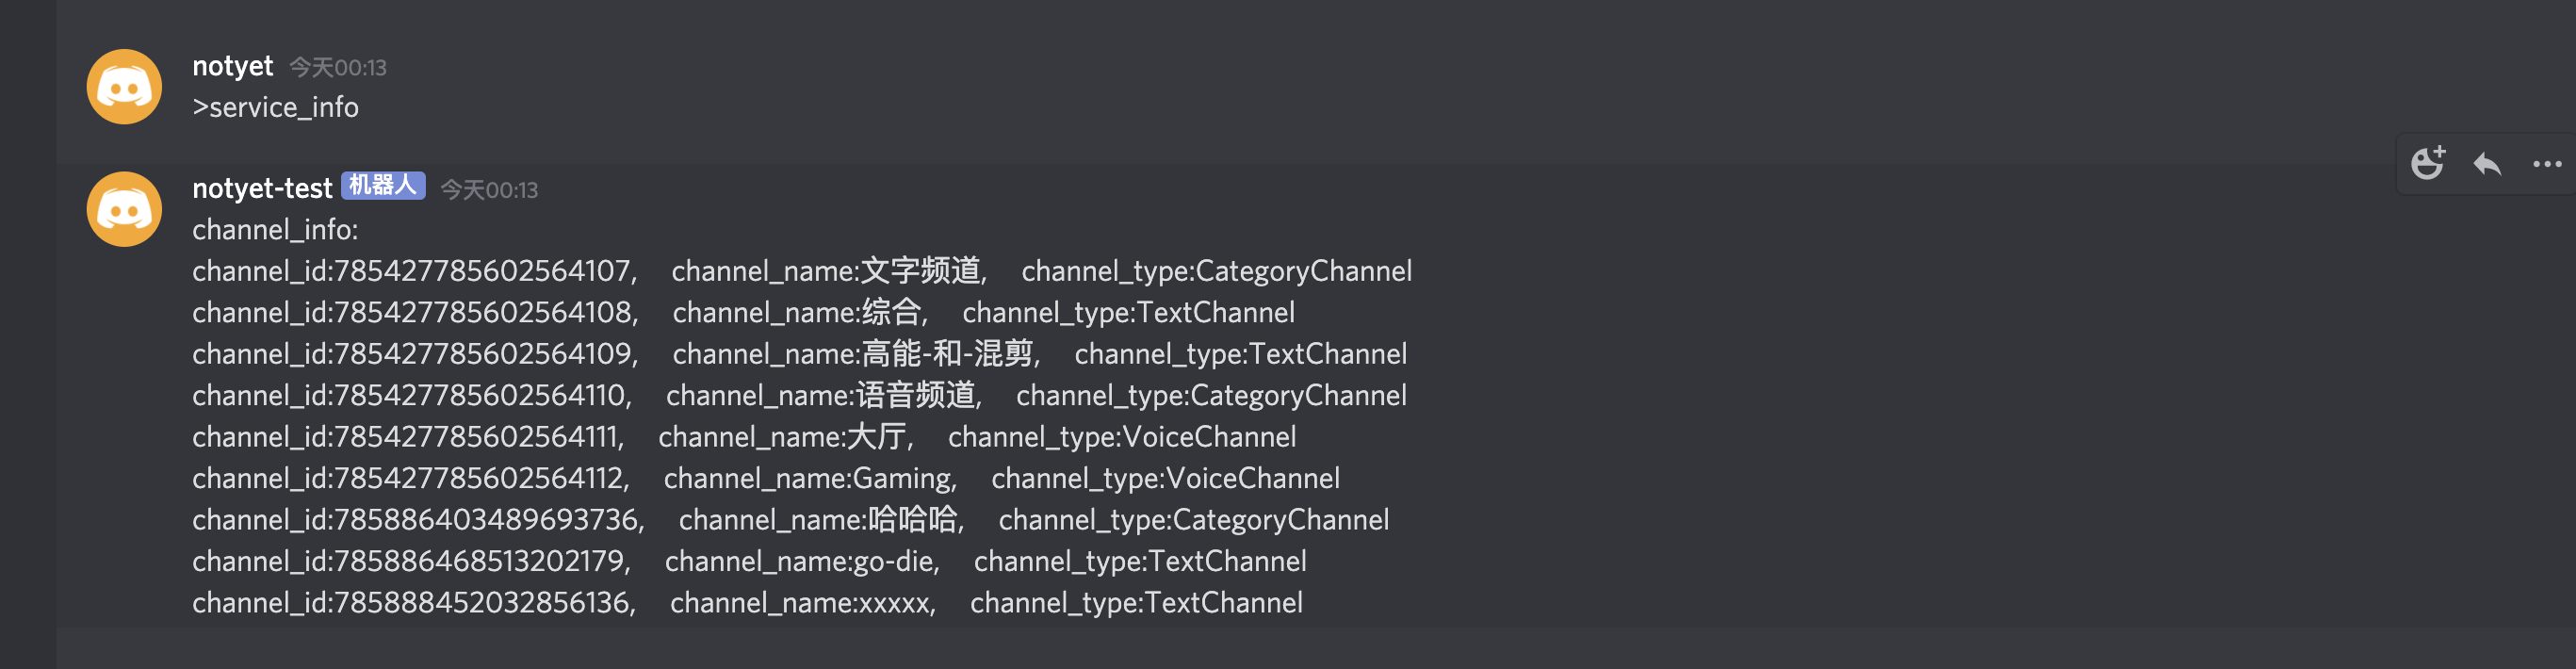 notyet 今天00:13
>service_info
notyet-test 机器人 今天00:13
channel_info:
channel_id:785427785602564107, channel_name:文字频道, channel_type:CategoryChannel
channel_id:785427785602564108, channel_name:综合, channel_type:TextChannel
channel_id:785427785602564109, channel_name:高能-和-混剪, channel_type:TextChannel
channel_id:785427785602564110, channel_name:语音频道, channel_type:CategoryChannel
channel_id:785427785602564111, channel_name:大厅, channel_type:VoiceChannel
channel_id:785427785602564112, channel_name:Gaming, channel_type:VoiceChannel
channel_id:785886403489693736, channel_name:哈哈哈, channel_type:CategoryChannel
channel_id:785886468513202179, channel_name:go-die, channel_type:TextChannel
channel_id:785888452032856136, channel_name:xxxxx, channel_type:TextChannel